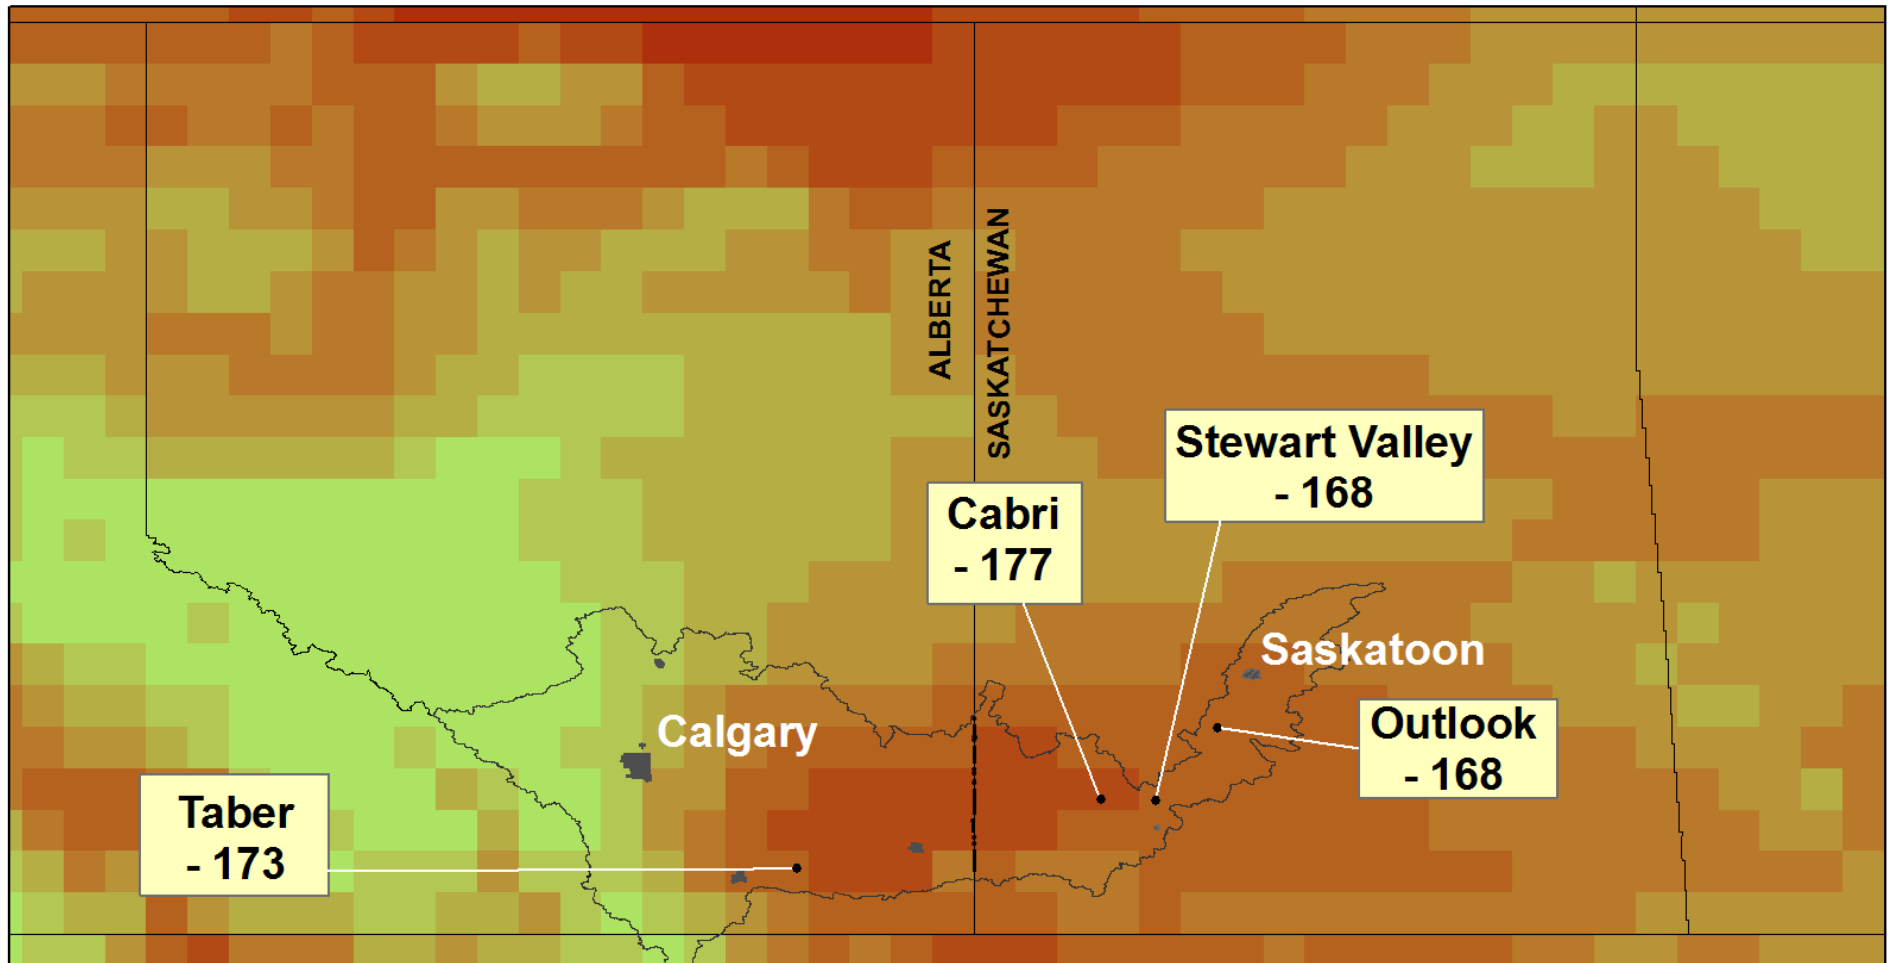 ALBERTA
SASKATCHEWAN
Stewart Valley
- 168
Cabri
- 177
Saskatoon
Calgary
Outlook
- 168
Taber
- 173